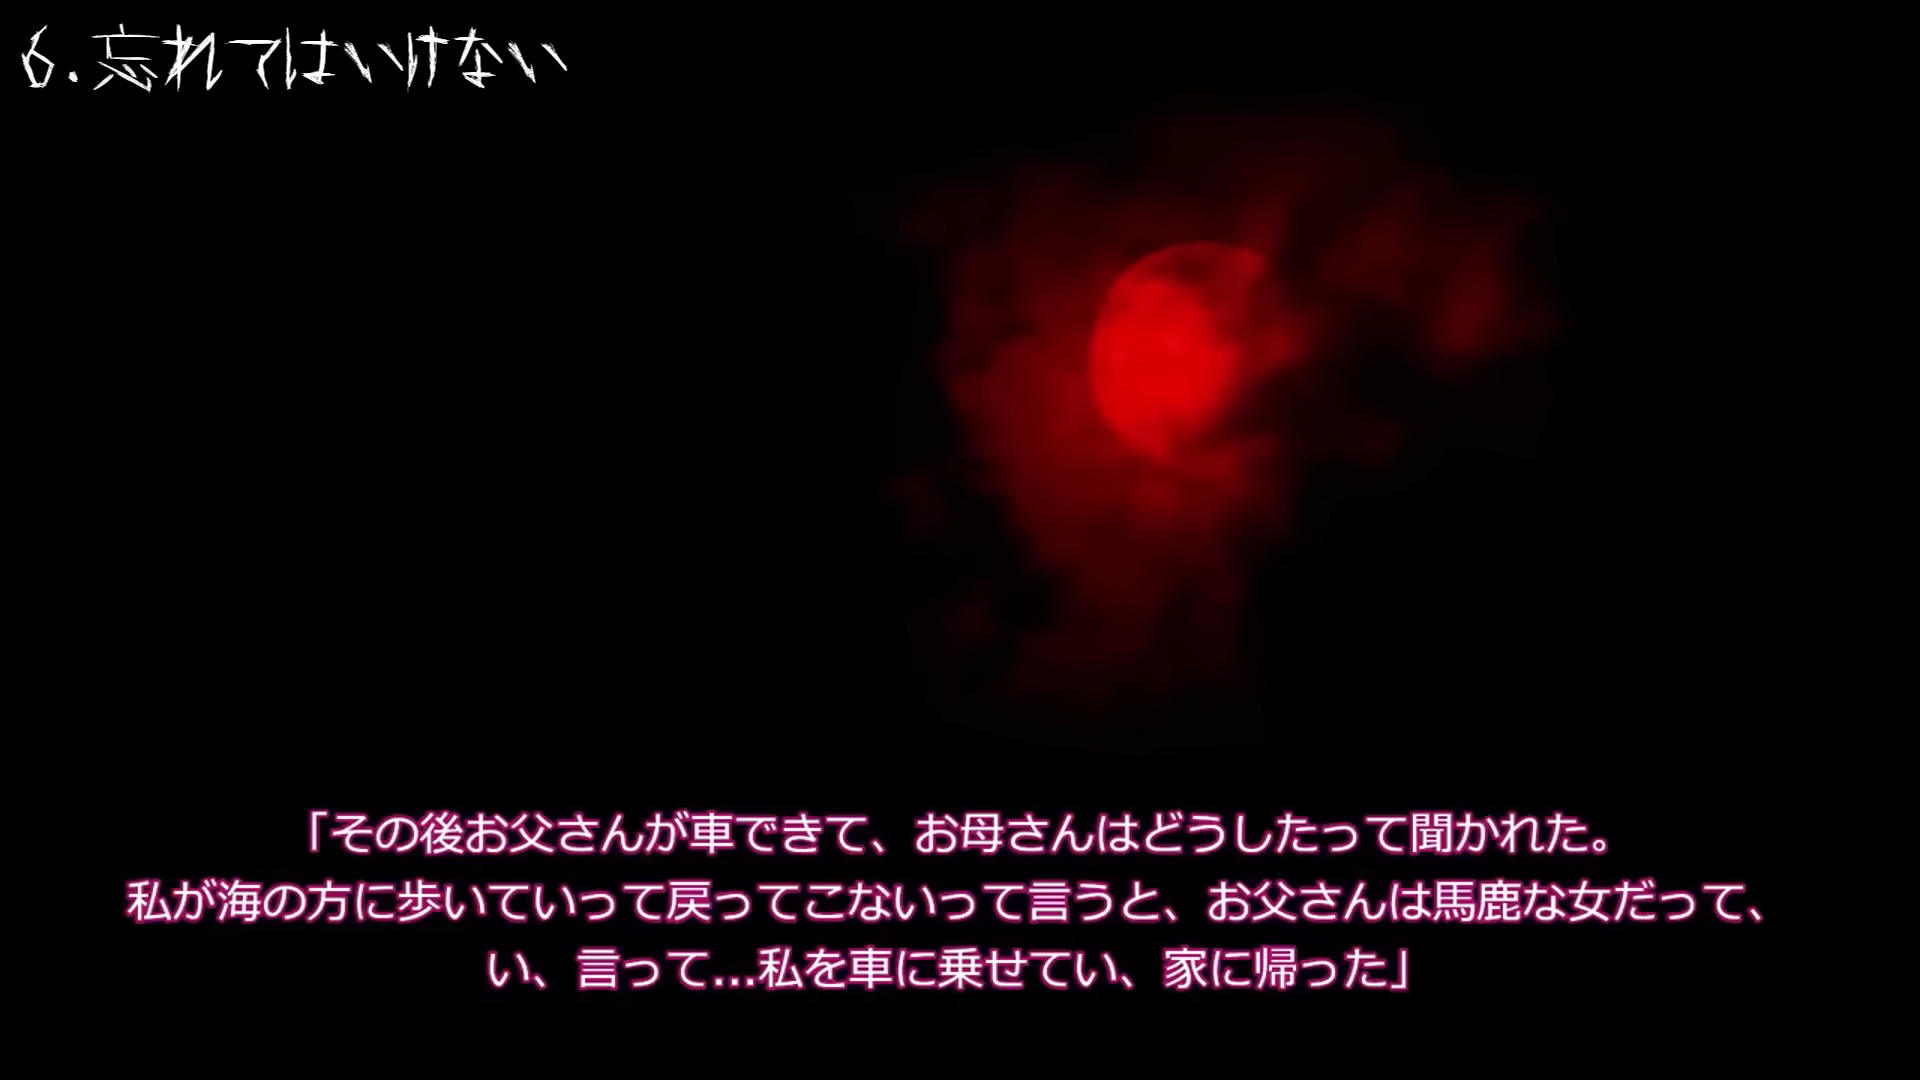 6.忘れてはいけない
「その後お父さんが車できて、お母さんはどうしたって聞かれた。
私が海の方に歩いていって戻ってこないって言うと、お父さんは馬鹿な女だって、
い、言って...私を車に乗せてい、家に帰った」